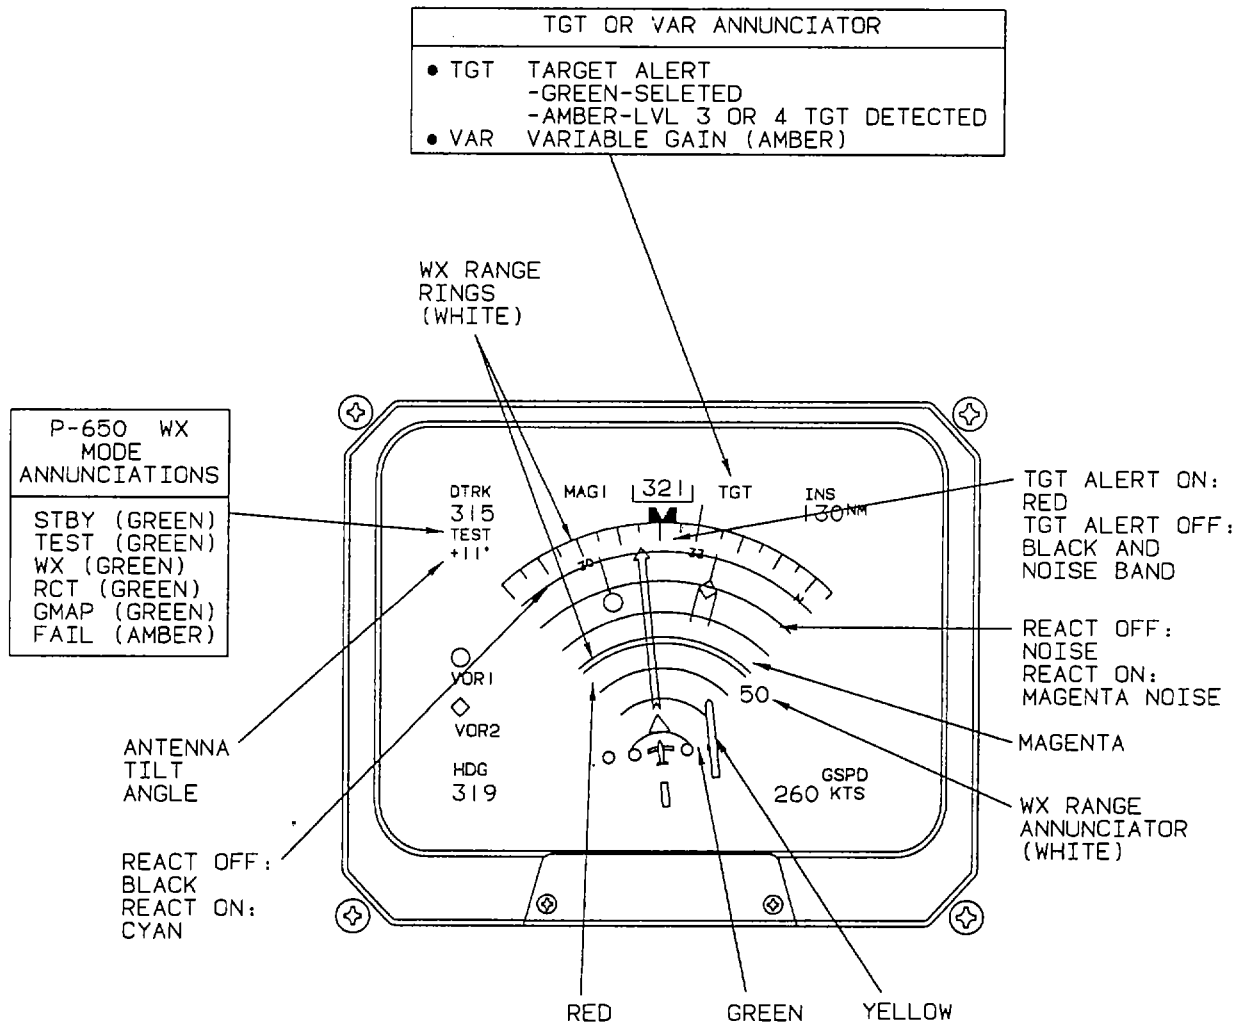 TGT OR VAR ANNUNCIATOR
• TGT TARGET ALERT
-GREEN-SELETED
-AMBER-LVL 3 OR 4 TGT DETECTED
• VAR VARIABLE GAIN (AMBER)
WX RANGE
RINGS
(WHITE)
P-650 WX
MODE
ANNUNCIATIONS
STBY (GREEN)
TEST (GREEN)
WX (GREEN)
RCT (GREEN)
GMAP (GREEN)
FAIL (AMBER)
DTRK
315
TEST
+11°
MAG1
321
TGT
INS
130 NM
30
33
N
VOR1
VOR2
HDG
319
50
GSPD
260 KTS
TGT ALERT ON:
RED
TGT ALERT OFF:
BLACK AND
NOISE BAND
REACT OFF:
NOISE
REACT ON:
MAGENTA NOISE
MAGENTA
WX RANGE
ANNUNCIATOR
(WHITE)
ANTENNA
TILT
ANGLE
REACT OFF:
BLACK
REACT ON:
CYAN
RED
GREEN
YELLOW